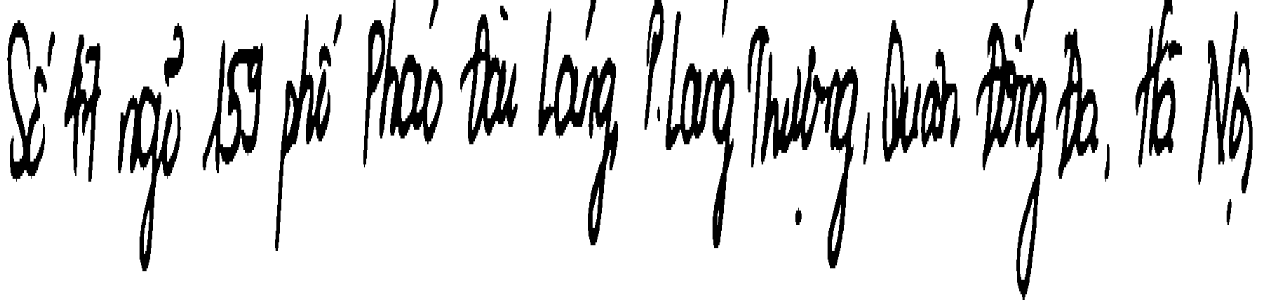 Số 47 ngõ 159 phố Pháo Đài Láng, P. Láng Thượng, Quận Đống Đa, Hà Nội